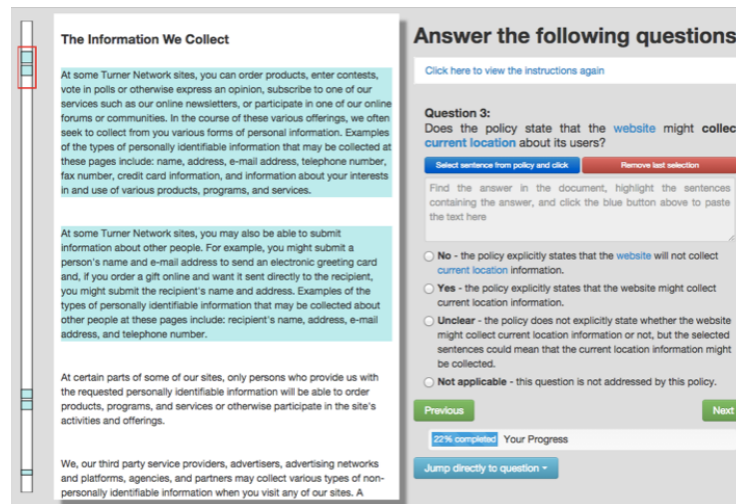 The Information We Collect
At some Turner Network sites, you can order products, enter contests,
vote in polls or otherwise express an opinion, subscribe to one of our
services such as our online newsletters, or participate in one of our online
forums or communities. In the course of these various offerings, we often
seek to collect from you various forms of personal information. Examples
of the types of personally identifiable information that may be collected at
these pages include: name, address, e-mail address, telephone number,
fax number, credit card information, and information about your interests
in and use of various products, programs, and services.
At some Turner Network sites, you may also be able to submit
information about other people. For example, you might submit a
person's name and e-mail address to send an electronic greeting card
and, if you order a gift online and want it sent directly to the recipient,
you might submit the recipient's name and address. Examples of the
types of personally identifiable information that may be collected about
other people at these pages include: recipient's name, address, e-mail
address, and telephone number.
At certain parts of some of our sites, only persons who provide us with
the requested personally identifiable information will be able to order
products, programs, and services or otherwise participate in the site's
activities and offerings.
We, our third party service providers, advertisers, advertising networks
and platforms, agencies, and partners may collect various types of non-
personally identifiable information when you visit any of our sites. A
Answer the following questions
Click here to view the instructions again
Question 3:
Does the policy state that the website might collect
current location about its users?
Select sentence from policy and click
Remove last selection
Find the answer in the document, highlight the sentences
containing the answer, and click the blue button above to paste
the text here
No - the policy explicitly states that the website will not collect
current location information.
Yes - the policy explicitly states that the website might collect
current location information.
Unclear - the policy does not explicitly state whether the website
might collect current location information or not, but the selected
sentences could mean that the current location information might
be collected.
Not applicable - this question is not addressed by this policy.
Previous
Next
22% completed Your Progress
Jump directly to question